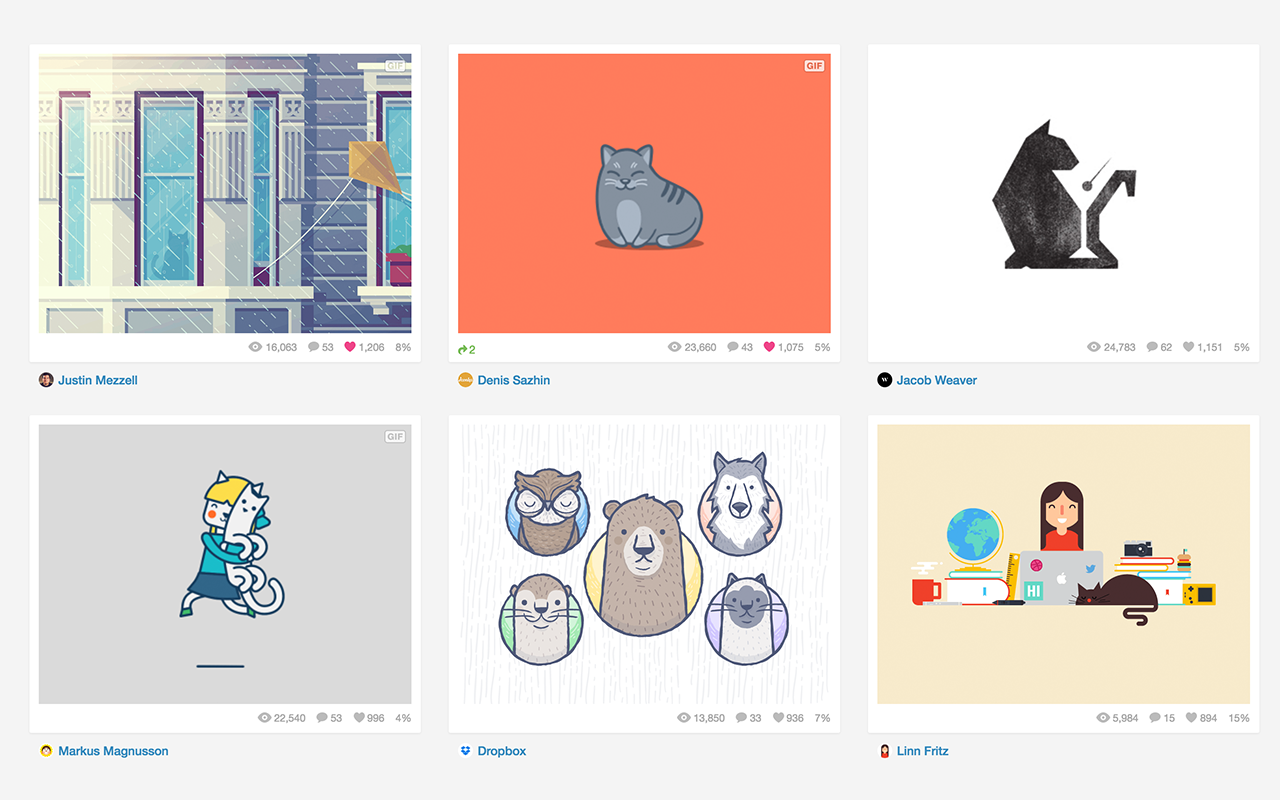 GIF
GIF
16,063 53 1,206 8%
2 23,660 43 1,075 5%
24,783 62 1,151 5%
Justin Mezzell
Denis Sazhin
Jacob Weaver
GIF
HI
22,540 53 996 4%
13,850 33 936 7%
5,984 15 894 15%
Markus Magnusson
Dropbox
Linn Fritz